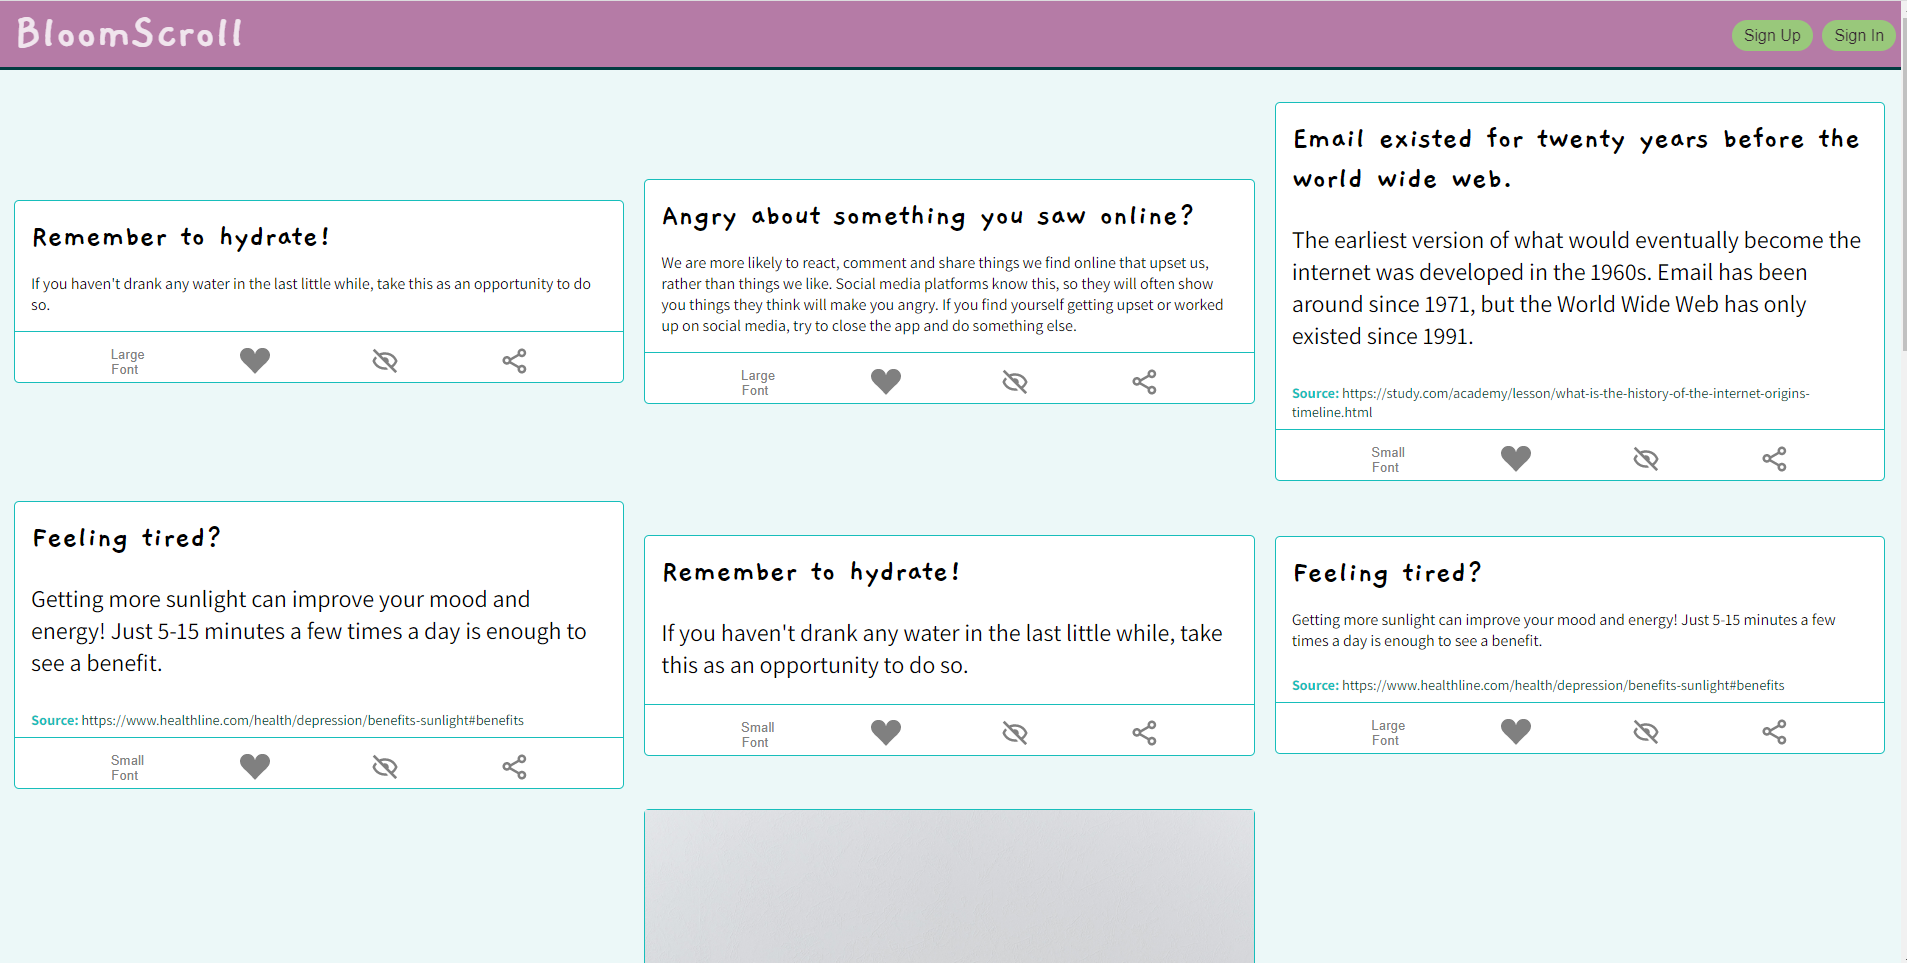 BloomScroll
Sign Up
Sign In
Remember to hydrate!
If you haven't drank any water in the last little while, take this as an opportunity to do
so.
Large
Font
Angry about something you saw online?
We are more likely to react, comment and share things we find online that upset us,
rather than things we like. Social media platforms know this, so they will often show
you things they think will make you angry. If you find yourself getting upset or worked
up on social media, try to close the app and do something else.
Large
Font
Email existed for twenty years before the
world wide web.
The earliest version of what would eventually become the
internet was developed in the 1960s. Email has been
around since 1971, but the World Wide Web has only
existed since 1991.
Source: https://study.com/academy/lesson/what-is-the-history-of-the-internet-origins-
timeline.html
Small
Font
Feeling tired?
Getting more sunlight can improve your mood and
energy! Just 5-15 minutes a few times a day is enough to
see a benefit.
Source: https://www.healthline.com/health/depression/benefits-sunlight#benefits
Small
Font
Remember to hydrate!
If you haven't drank any water in the last little while, take
this as an opportunity to do so.
Small
Font
Feeling tired?
Getting more sunlight can improve your mood and energy! Just 5-15 minutes a few
times a day is enough to see a benefit.
Source: https://www.healthline.com/health/depression/benefits-sunlight#benefits
Large
Font